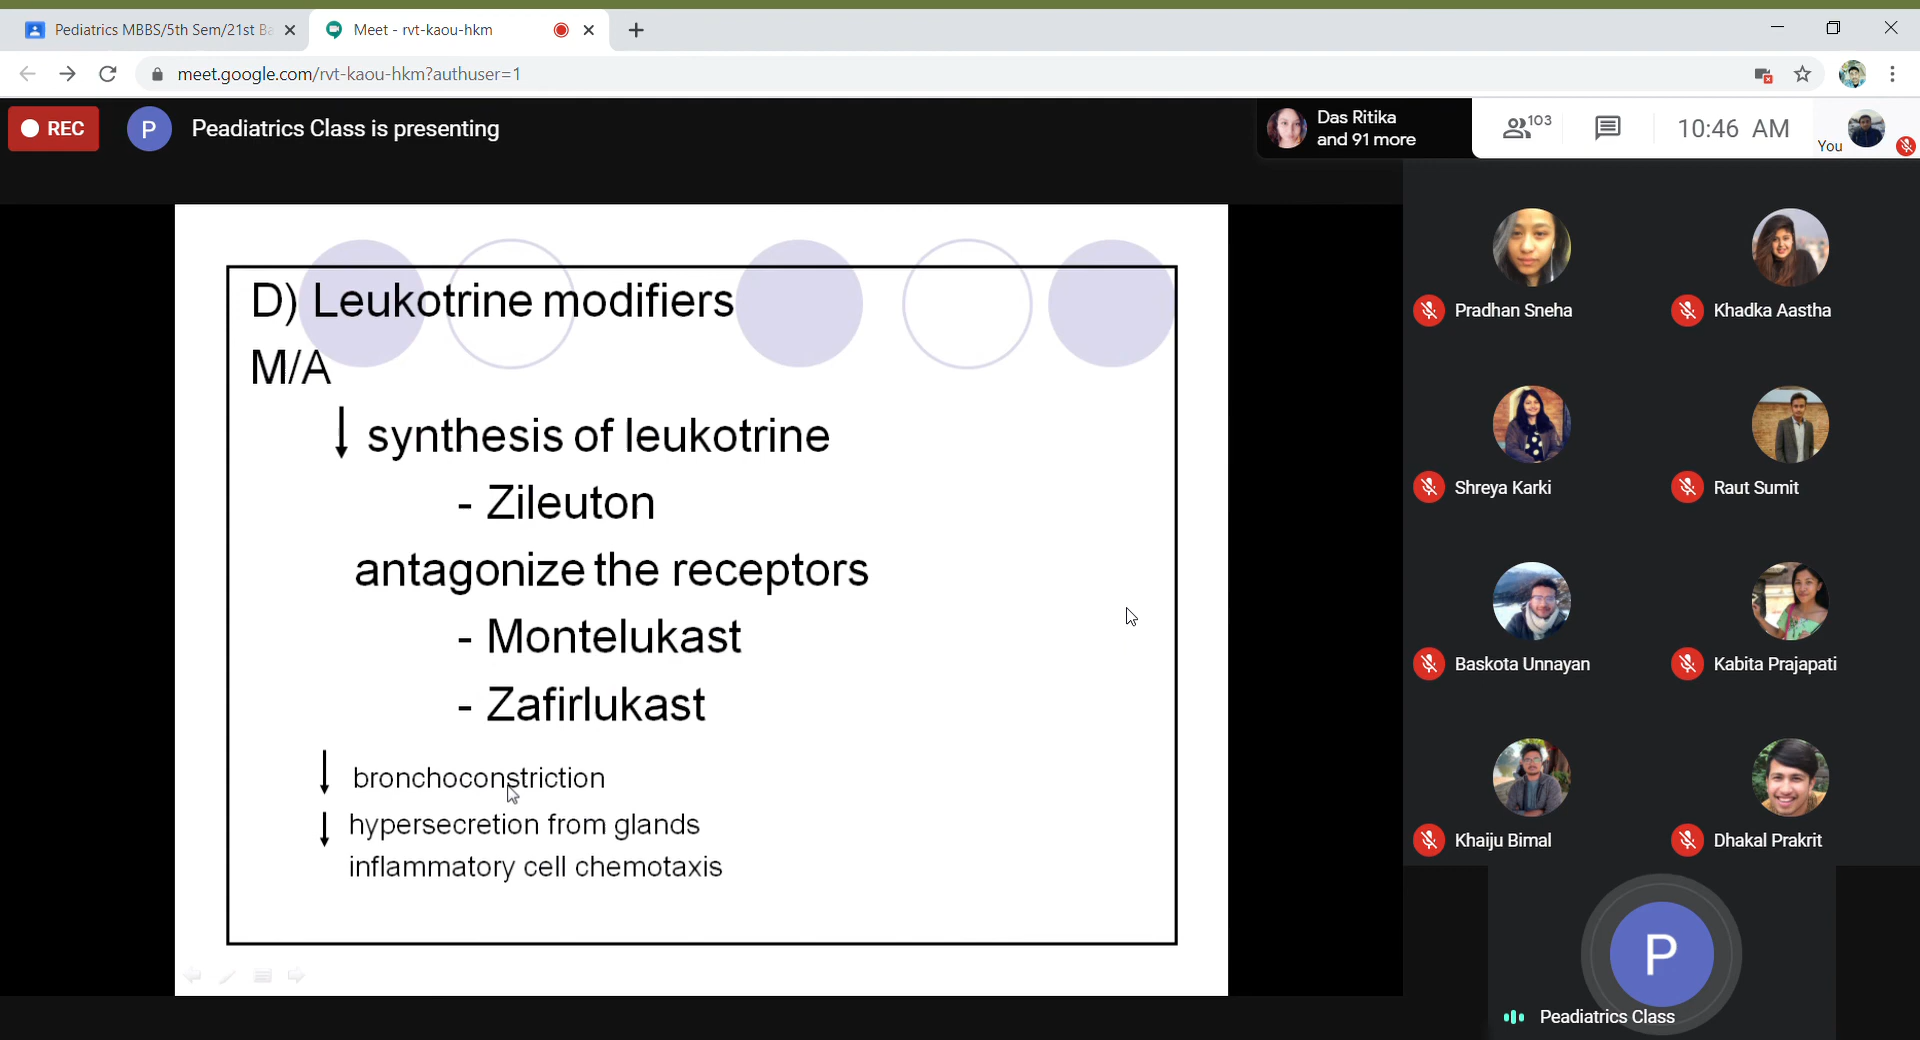 Pediatrics MBBS/5th Sem/21st Ba
Meet - rvt-kaou-hkm
meet.google.com/rvt-kaou-hkm?authuser=1
REC
P
Peadiatrics Class is presenting
Das Ritika
and 91 more
103
10:46 AM
You
D) Leukotrine modifiers
M/A
↓ synthesis of leukotrine
- Zileuton
antagonize the receptors
- Montelukast
- Zafirlukast
↓ bronchoconstriction
↓ hypersecretion from glands
inflammatory cell chemotaxis
Pradhan Sneha
Khadka Aastha
Shreya Karki
Raut Sumit
Baskota Unnayan
Kabita Prajapati
Khaiju Bimal
Dhakal Prakrit
P
Peadiatrics Class